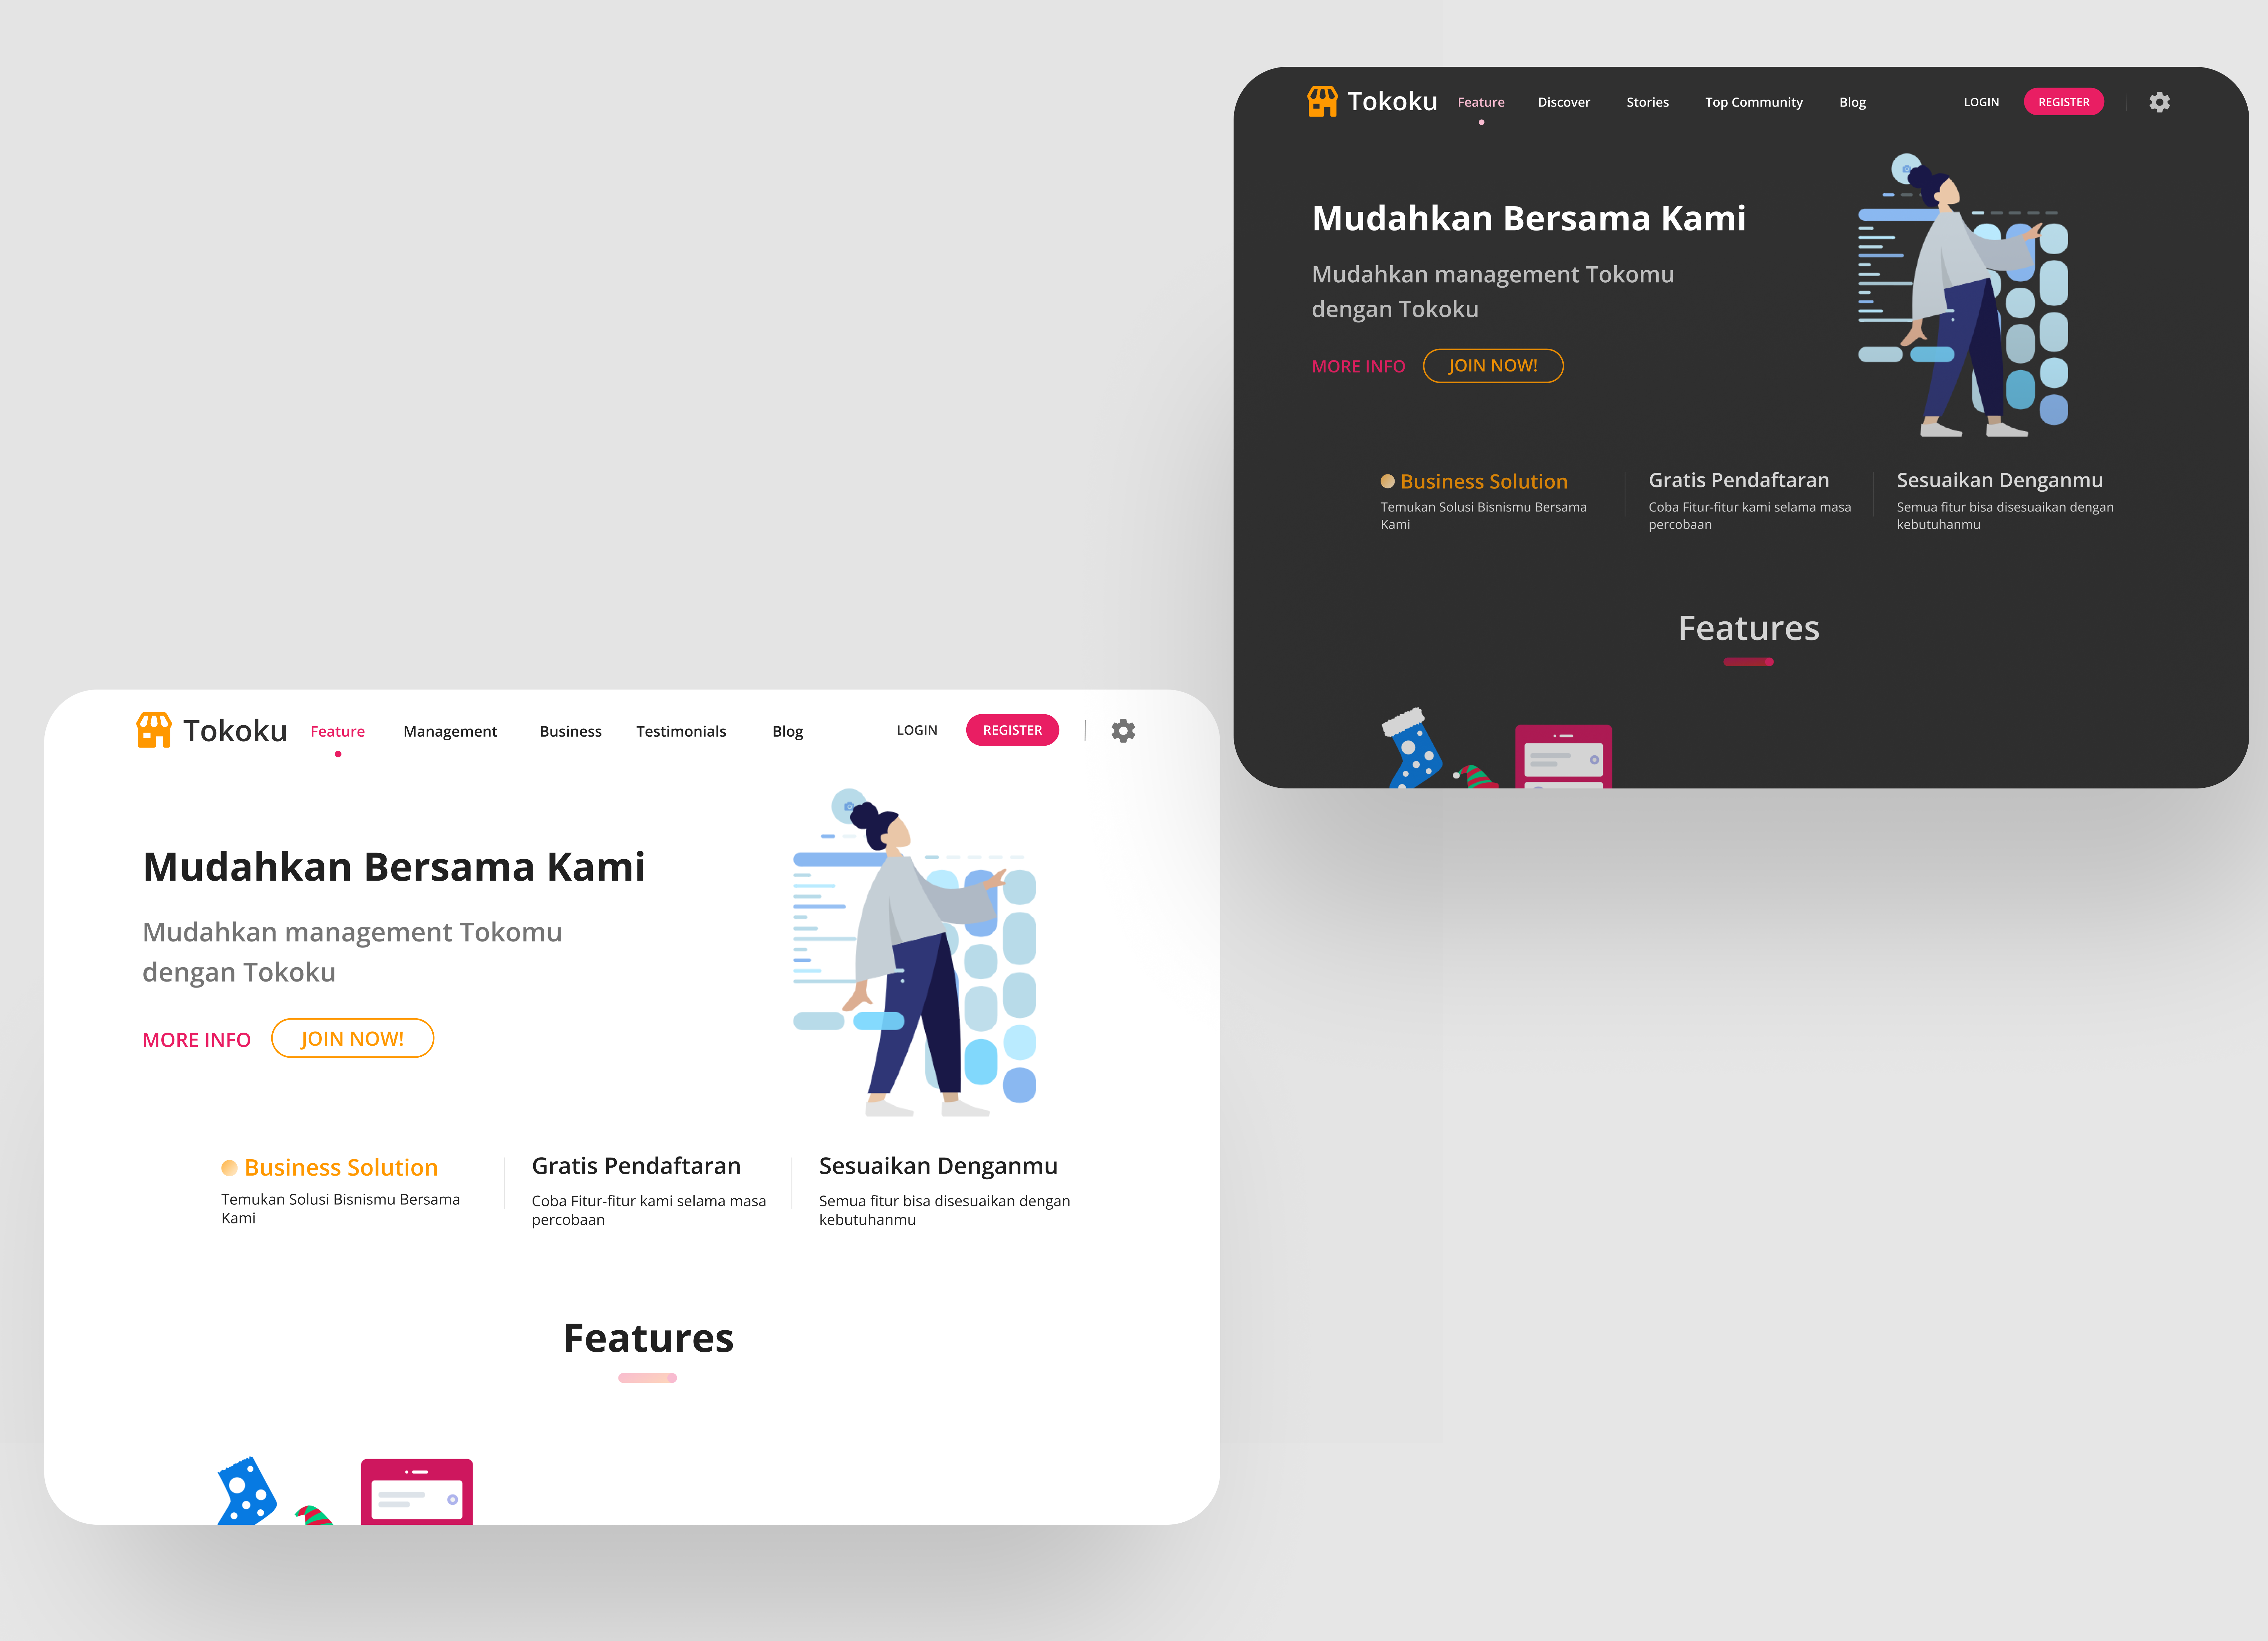 Tokoku Feature Discover Stories Top Community Blog LOGIN REGISTER
Mudahkan Bersama Kami
Mudahkan management Tokomu
dengan Tokoku
MORE INFO JOIN NOW!
Business Solution
Temukan Solusi Bisnismu Bersama
Kami
Gratis Pendaftaran
Coba Fitur-fitur kami selama masa
percobaan
Sesuaikan Denganmu
Semua fitur bisa disesuaikan dengan
kebutuhanmu
Features
Tokoku Feature Management Business Testimonials Blog LOGIN REGISTER
Mudahkan Bersama Kami
Mudahkan management Tokomu
dengan Tokoku
MORE INFO JOIN NOW!
Business Solution
Temukan Solusi Bisnismu Bersama
Kami
Gratis Pendaftaran
Coba Fitur-fitur kami selama masa
percobaan
Sesuaikan Denganmu
Semua fitur bisa disesuaikan dengan
kebutuhanmu
Features